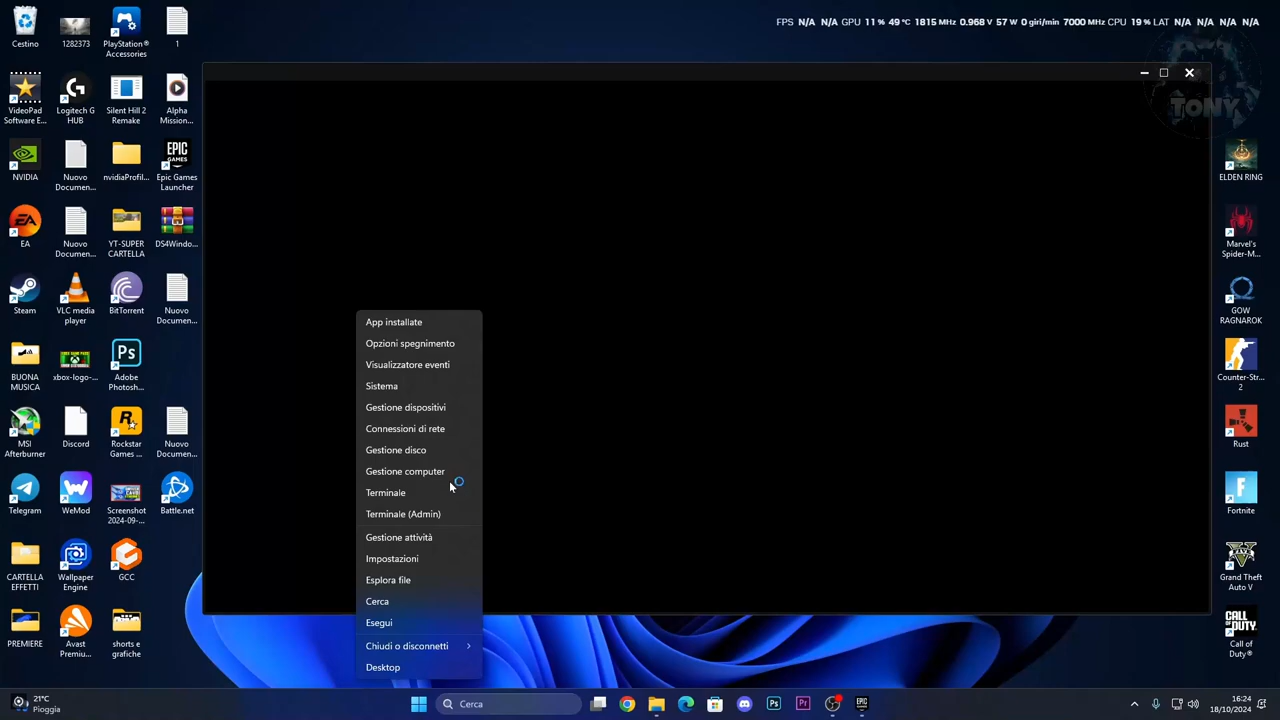 FPS N/A N/A GPU 11 % 49 °C 1815 MHz 0.968 V 57 W 0 giri/min 7000 MHz CPU 19 % LAT N/A N/A N/A N/A
TONY
Cestino
1282373
PlayStation®
Accessories
1
VideoPad
Software E...
Logitech G
HUB
Silent Hill 2
Remake
Alpha
Mission...
NVIDIA
Nuovo
Documen...
nvidiaProfil...
EPIC
GAMES
Epic Games
Launcher
EA
Nuovo
Documen...
YT-SUPER
CARTELLA
DS4Windo...
Steam
VLC media
player
BitTorrent
Nuovo
Documen...
BUONA
MUSICA
xbox-logo-...
Adobe
Photosh...
MSI
Afterburner
Discord
Rockstar
Games ...
Nuovo
Documen...
Telegram
WeMod
Screenshot
2024-09-...
Battle.net
CARTELLA
EFFETTI
Wallpaper
Engine
GCC
PREMIERE
Avast
Premiu...
shorts e
grafiche
ELDEN RING
Marvel's
Spider-M...
GOW
RAGNAROK
Counter-Str...
2
Rust
Fortnite
Grand Theft
Auto V
CALL OF
DUTY
Call of
Duty®
App installate
Opzioni spegnimento
Visualizzatore eventi
Sistema
Gestione dispositivi
Connessioni di rete
Gestione disco
Gestione computer
Terminale
Terminale (Admin)
Gestione attività
Impostazioni
Esplora file
Cerca
Esegui
Chiudi o disconnetti
Desktop
21°C
Pioggia
Cerca
16:24
18/10/2024